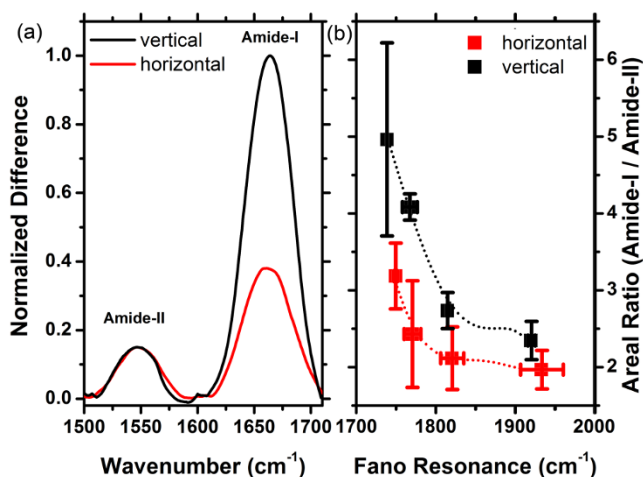 (a)
vertical
horizontal
Amide-I
Amide-II
1.0
0.8
0.6
0.4
0.2
0.0
Normalized Difference
1500
1550
1600
1650
1700
Wavenumber (cm⁻¹)
(b)
horizontal
vertical
6
5
4
3
2
Areal Ratio (Amide-I / Amide-II)
1700
1800
1900
2000
Fano Resonance (cm⁻¹)